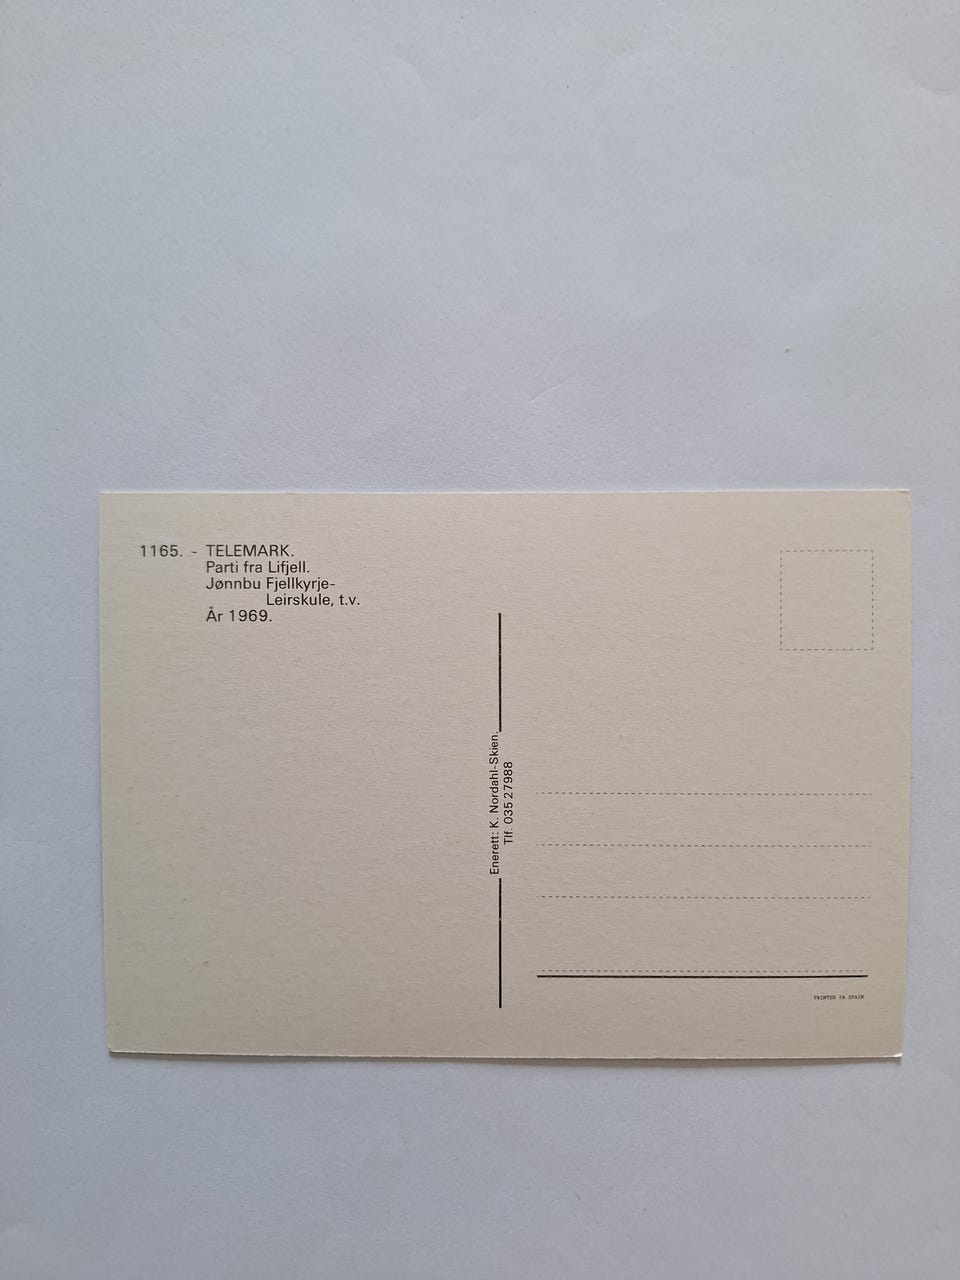 1165. - TELEMARK.
Parti fra Lifjell.
Jønnbu Fjellkyrje-
Leirskule, t.v.
År 1969.
Enerett: K. Nordahl-Skien.
Tlf. 035 27988
PRINTED IN SPAIN